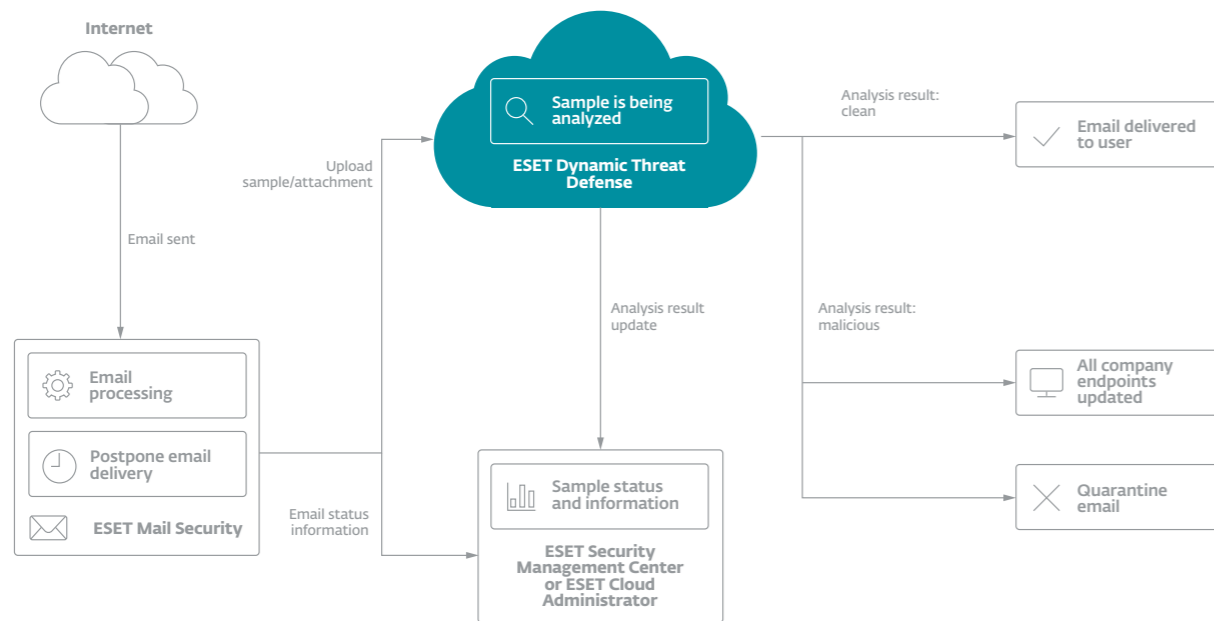 Internet
Sample is being
analyzed
ESET Dynamic Threat
Defense
Analysis result:
clean
Email delivered
to user
Upload
sample/attachment
Email sent
Analysis result
update
Analysis result:
malicious
Email
processing
Postpone email
delivery
ESET Mail Security
Email status
information
Sample status
and information
ESET Security
Management Center
or ESET Cloud
Administrator
All company
endpoints
updated
Quarantine
email